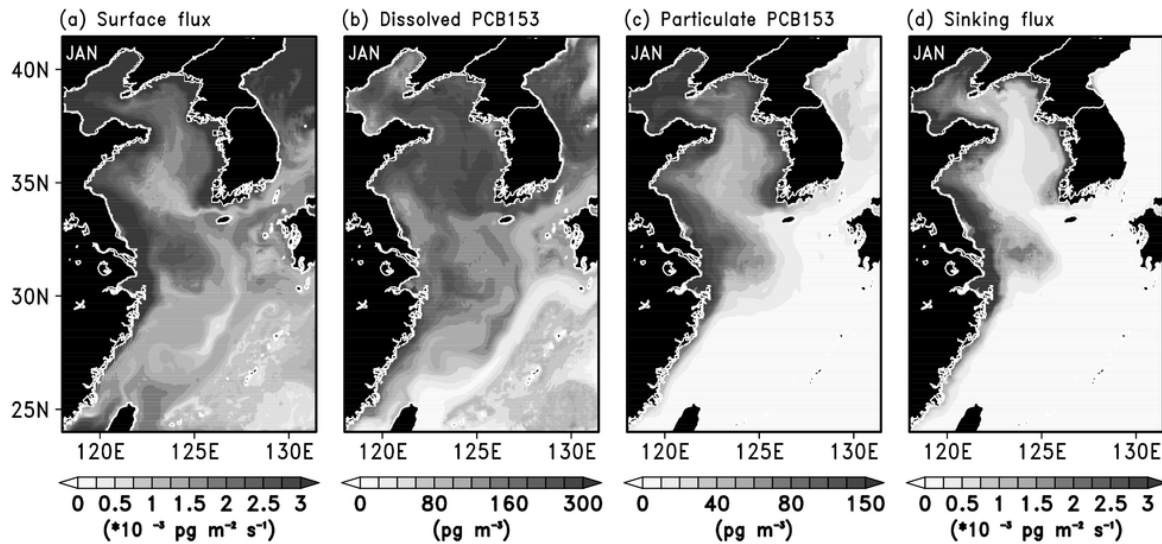 (a) Surface flux
(b) Dissolved PCB153
(c) Particulate PCB153
(d) Sinking flux
JAN
JAN
JAN
JAN
40N
35N
30N
25N
120E 125E 130E
120E 125E 130E
120E 125E 130E
120E 125E 130E
0 0.5 1 1.5 2 2.5 3
(*10 -3 pg m-2 s-1)
0 80 160 300
(pg m-3)
0 40 80 150
(pg m-3)
0 0.5 1 1.5 2 2.5 3
(*10 -3 pg m-2 s-1)